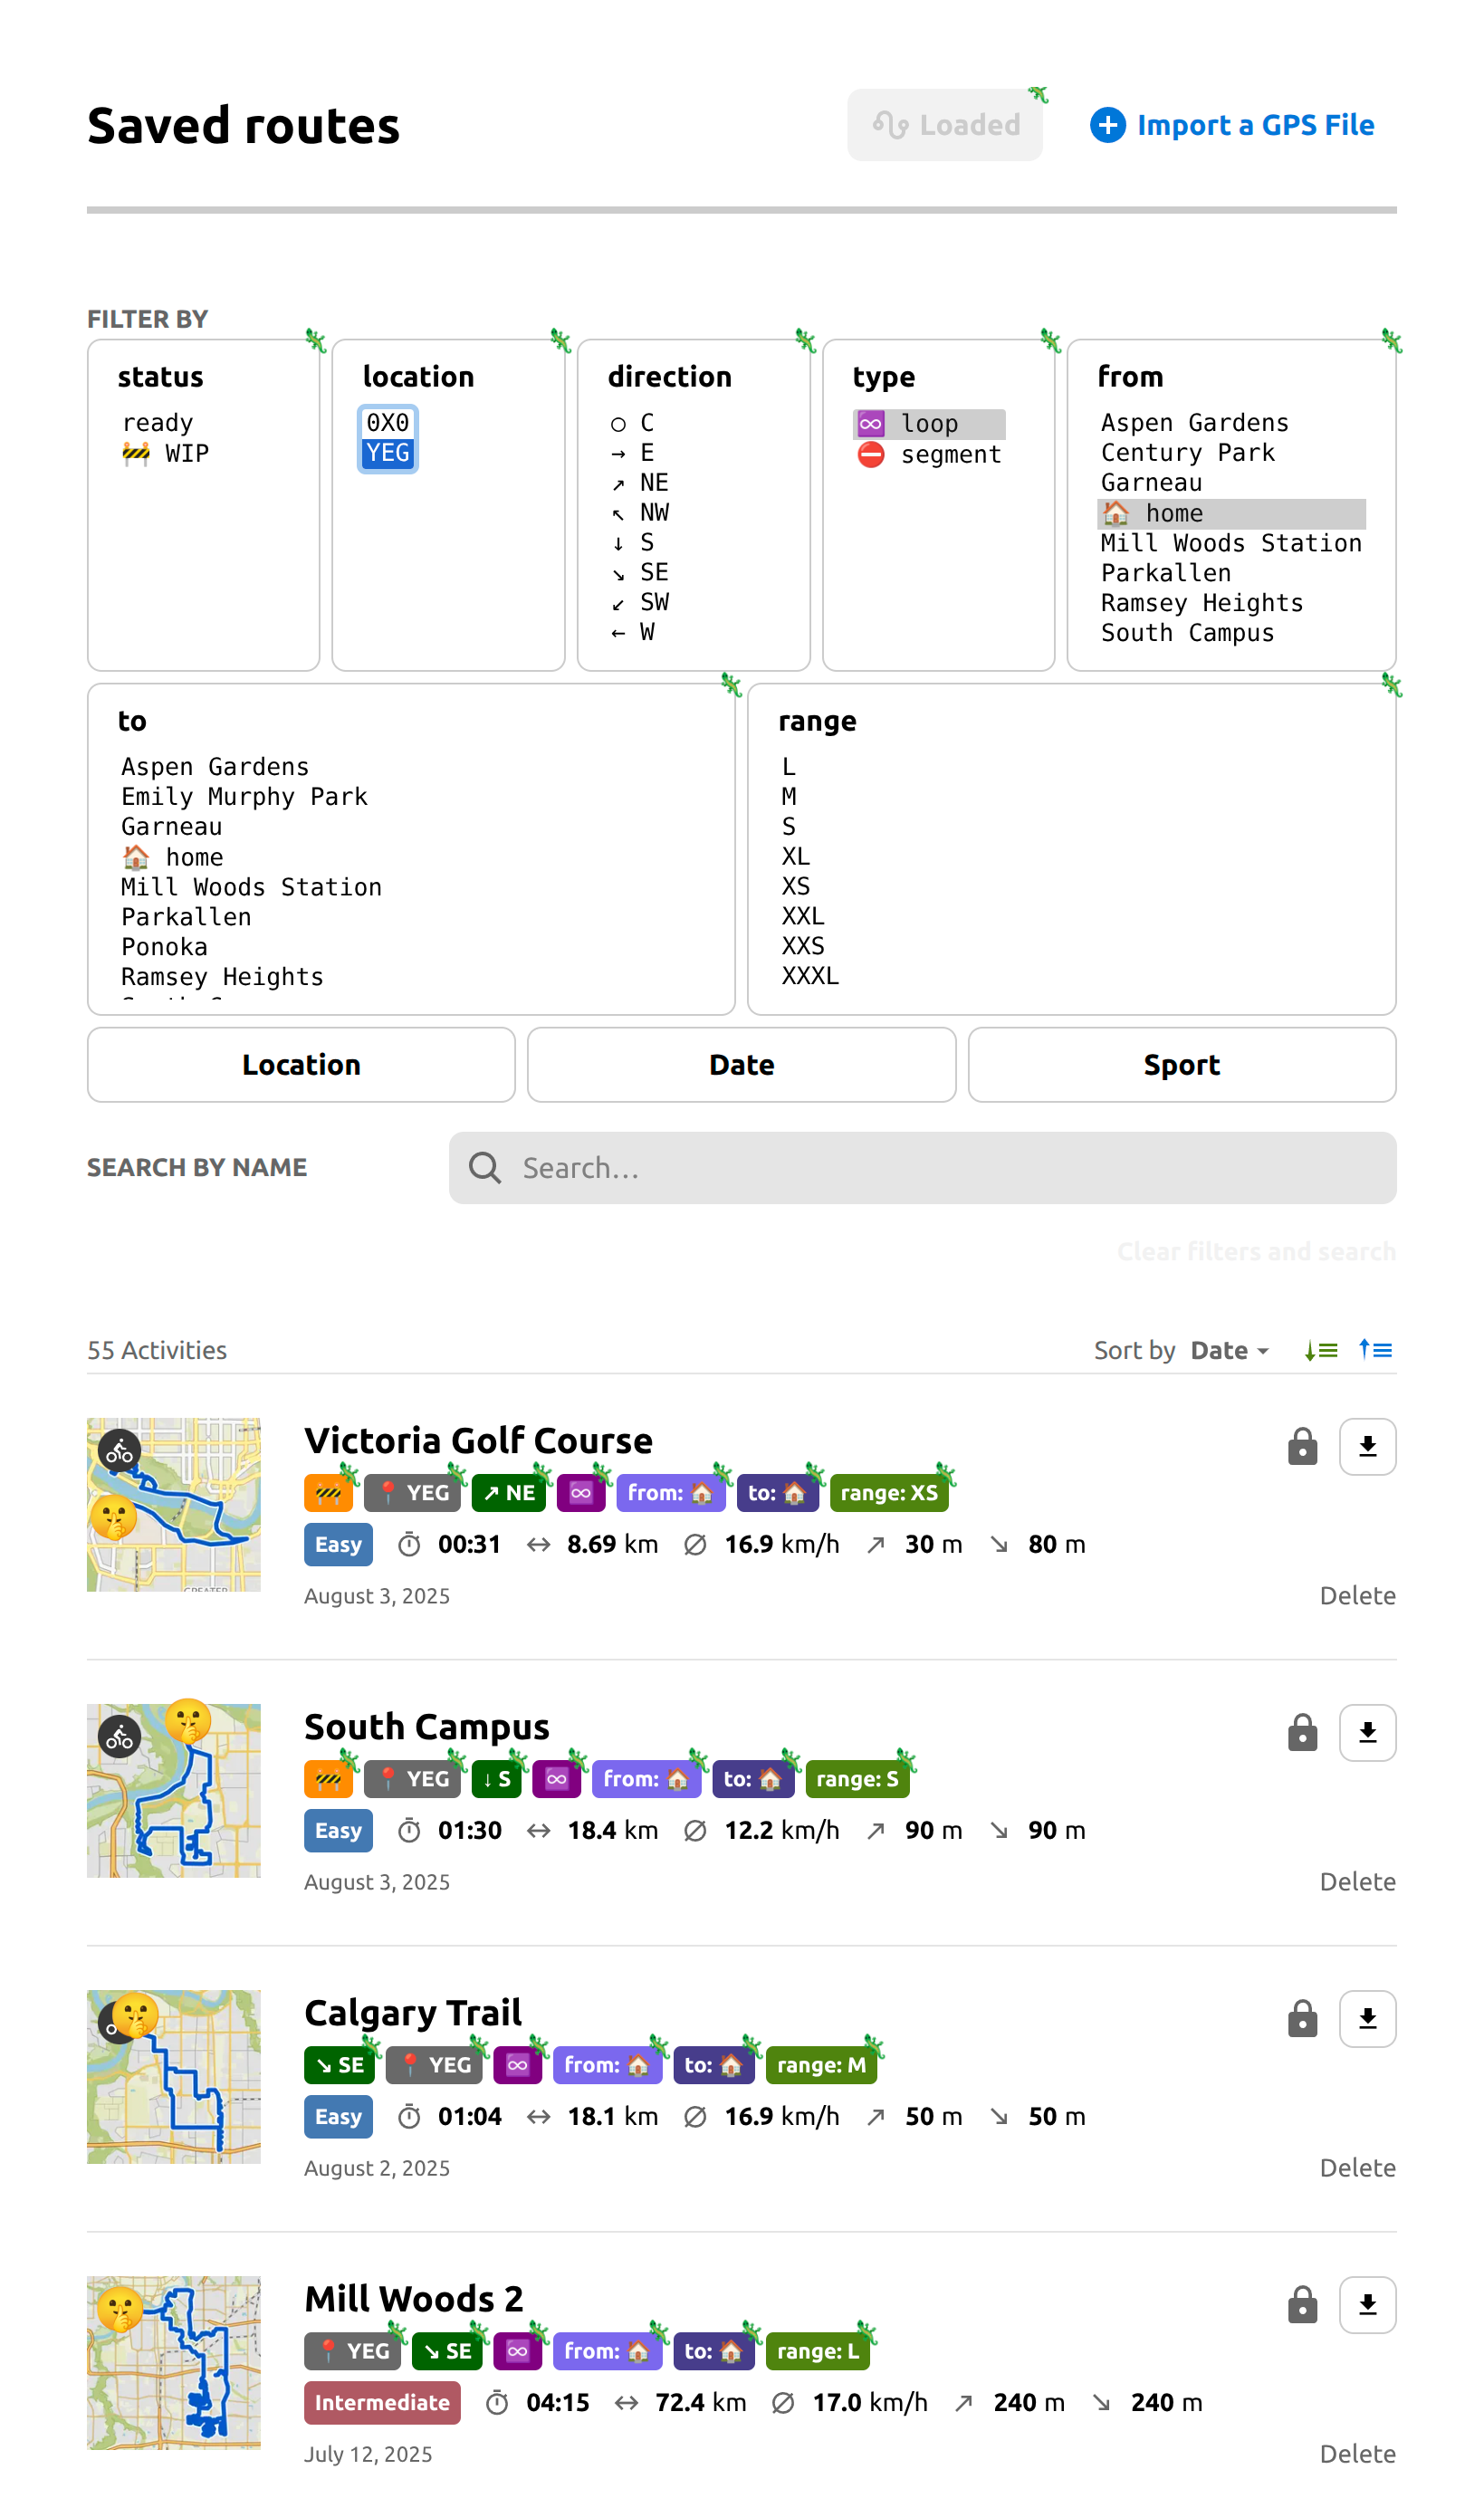 Saved routes
Loaded
Import a GPS File
FILTER BY
status
ready
🚧 WIP
location
0X0
YEG
direction
○ C
→ E
↗ NE
↖ NW
↓ S
↘ SE
↙ SW
← W
type
♾️ loop
⛔ segment
from
Aspen Gardens
Century Park
Garneau
🏠 home
Mill Woods Station
Parkallen
Ramsey Heights
South Campus
to
Aspen Gardens
Emily Murphy Park
Garneau
🏠 home
Mill Woods Station
Parkallen
Ponoka
Ramsey Heights
range
L
M
S
XL
XS
XXL
XXS
XXXL
Location
Date
Sport
SEARCH BY NAME
Search...
Clear filters and search
55 Activities
Sort by Date
Victoria Golf Course
🚧 📍 YEG ↗ NE ♾️ from: 🏠 to: 🏠 range: XS
Easy 00:31 ↔ 8.69 km ∅ 16.9 km/h ↗ 30 m ↘ 80 m
August 3, 2025
Delete
South Campus
🚧 📍 YEG ↓ S ♾️ from: 🏠 to: 🏠 range: S
Easy 01:30 ↔ 18.4 km ∅ 12.2 km/h ↗ 90 m ↘ 90 m
August 3, 2025
Delete
Calgary Trail
↘ SE 📍 YEG ♾️ from: 🏠 to: 🏠 range: M
Easy 01:04 ↔ 18.1 km ∅ 16.9 km/h ↗ 50 m ↘ 50 m
August 2, 2025
Delete
Mill Woods 2
📍 YEG ↘ SE ♾️ from: 🏠 to: 🏠 range: L
Intermediate 04:15 ↔ 72.4 km ∅ 17.0 km/h ↗ 240 m ↘ 240 m
July 12, 2025
Delete